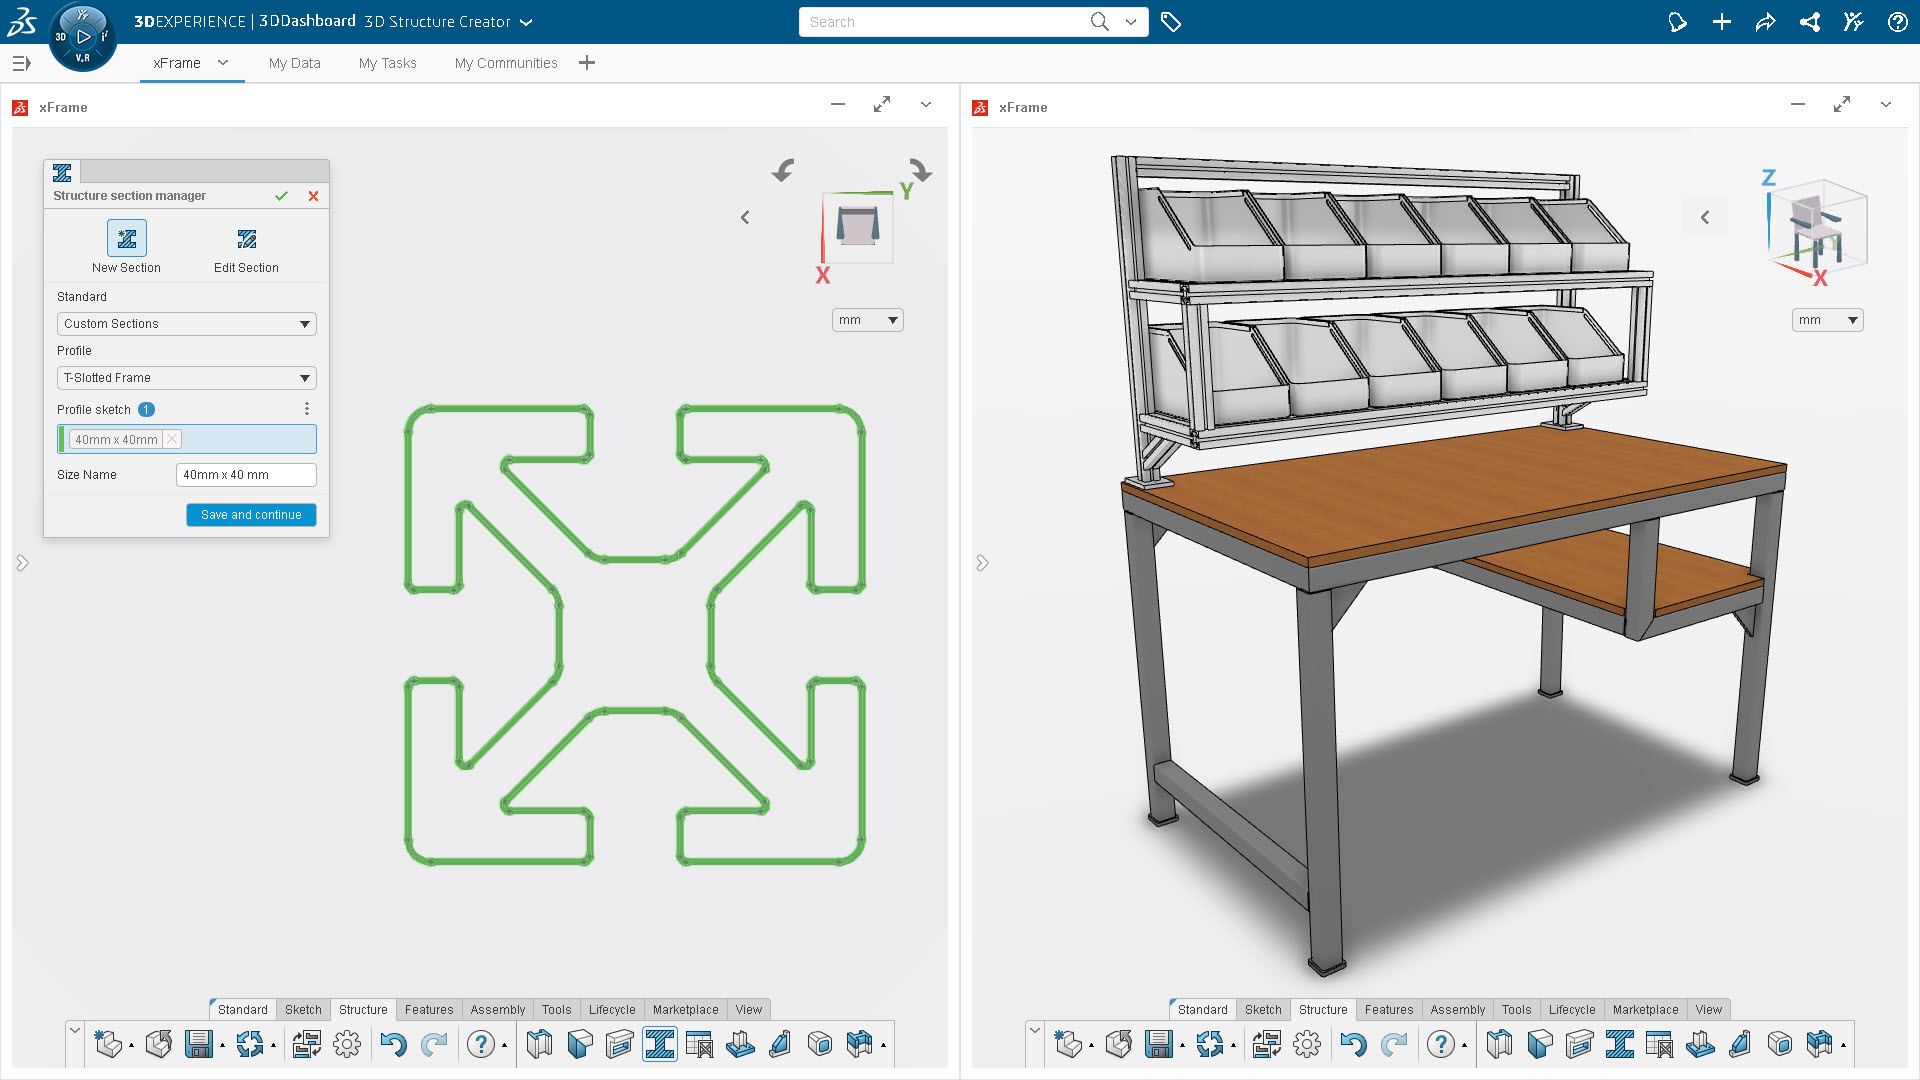 3DEXPERIENCE | 3DDashboard 3D Structure Creator
Search
3D
V.R
xFrame
My Data
My Tasks
My Communities
xFrame
Structure section manager
New Section
Edit Section
Standard
Custom Sections
Profile
T-Slotted Frame
Profile sketch 1
40mm x 40mm
Size Name
40mm x 40 mm
Save and continue
Y
X
mm
Standard
Sketch
Structure
Features
Assembly
Tools
Lifecycle
Marketplace
View
xFrame
Z
X
mm
Standard
Sketch
Structure
Features
Assembly
Tools
Lifecycle
Marketplace
View